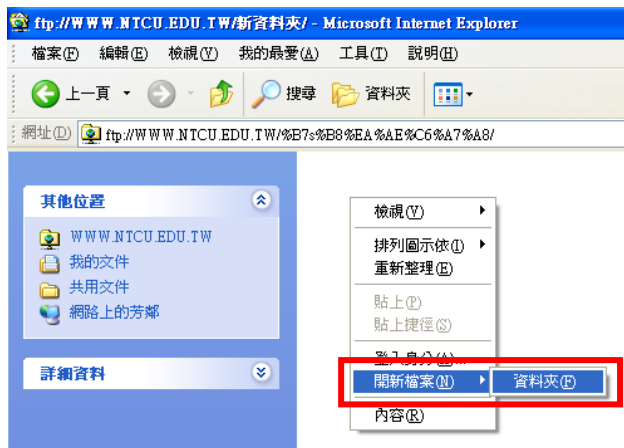 ftp://WWW.NTCU.EDU.TW/新資料夾/ - Microsoft Internet Explorer
檔案(F) 編輯(E) 檢視(V) 我的最愛(A) 工具(T) 說明(H)
上一頁 搜尋 資料夾
網址(D) ftp://WWW.NTCU.EDU.TW/%B7s%B8%EA%AE%C6%A7%A8/
其他位置
WWW.NTCU.EDU.TW
我的文件
共用文件
網路上的芳鄰
詳細資料
檢視(V)
排列圖示依(I)
重新整理(E)
貼上(P)
貼上捷徑(S)
登入身分(A)...
開新檔案(N) 資料夾(F)
內容(R)